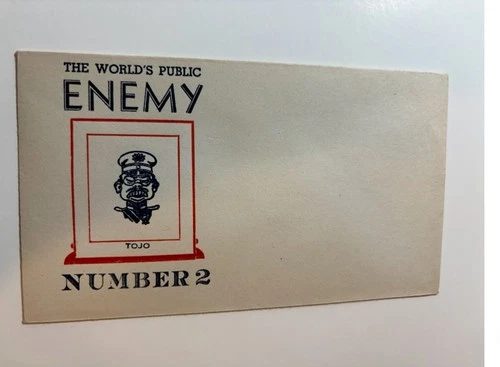 THE WORLD'S PUBLIC
ENEMY
TOJO
NUMBER 2